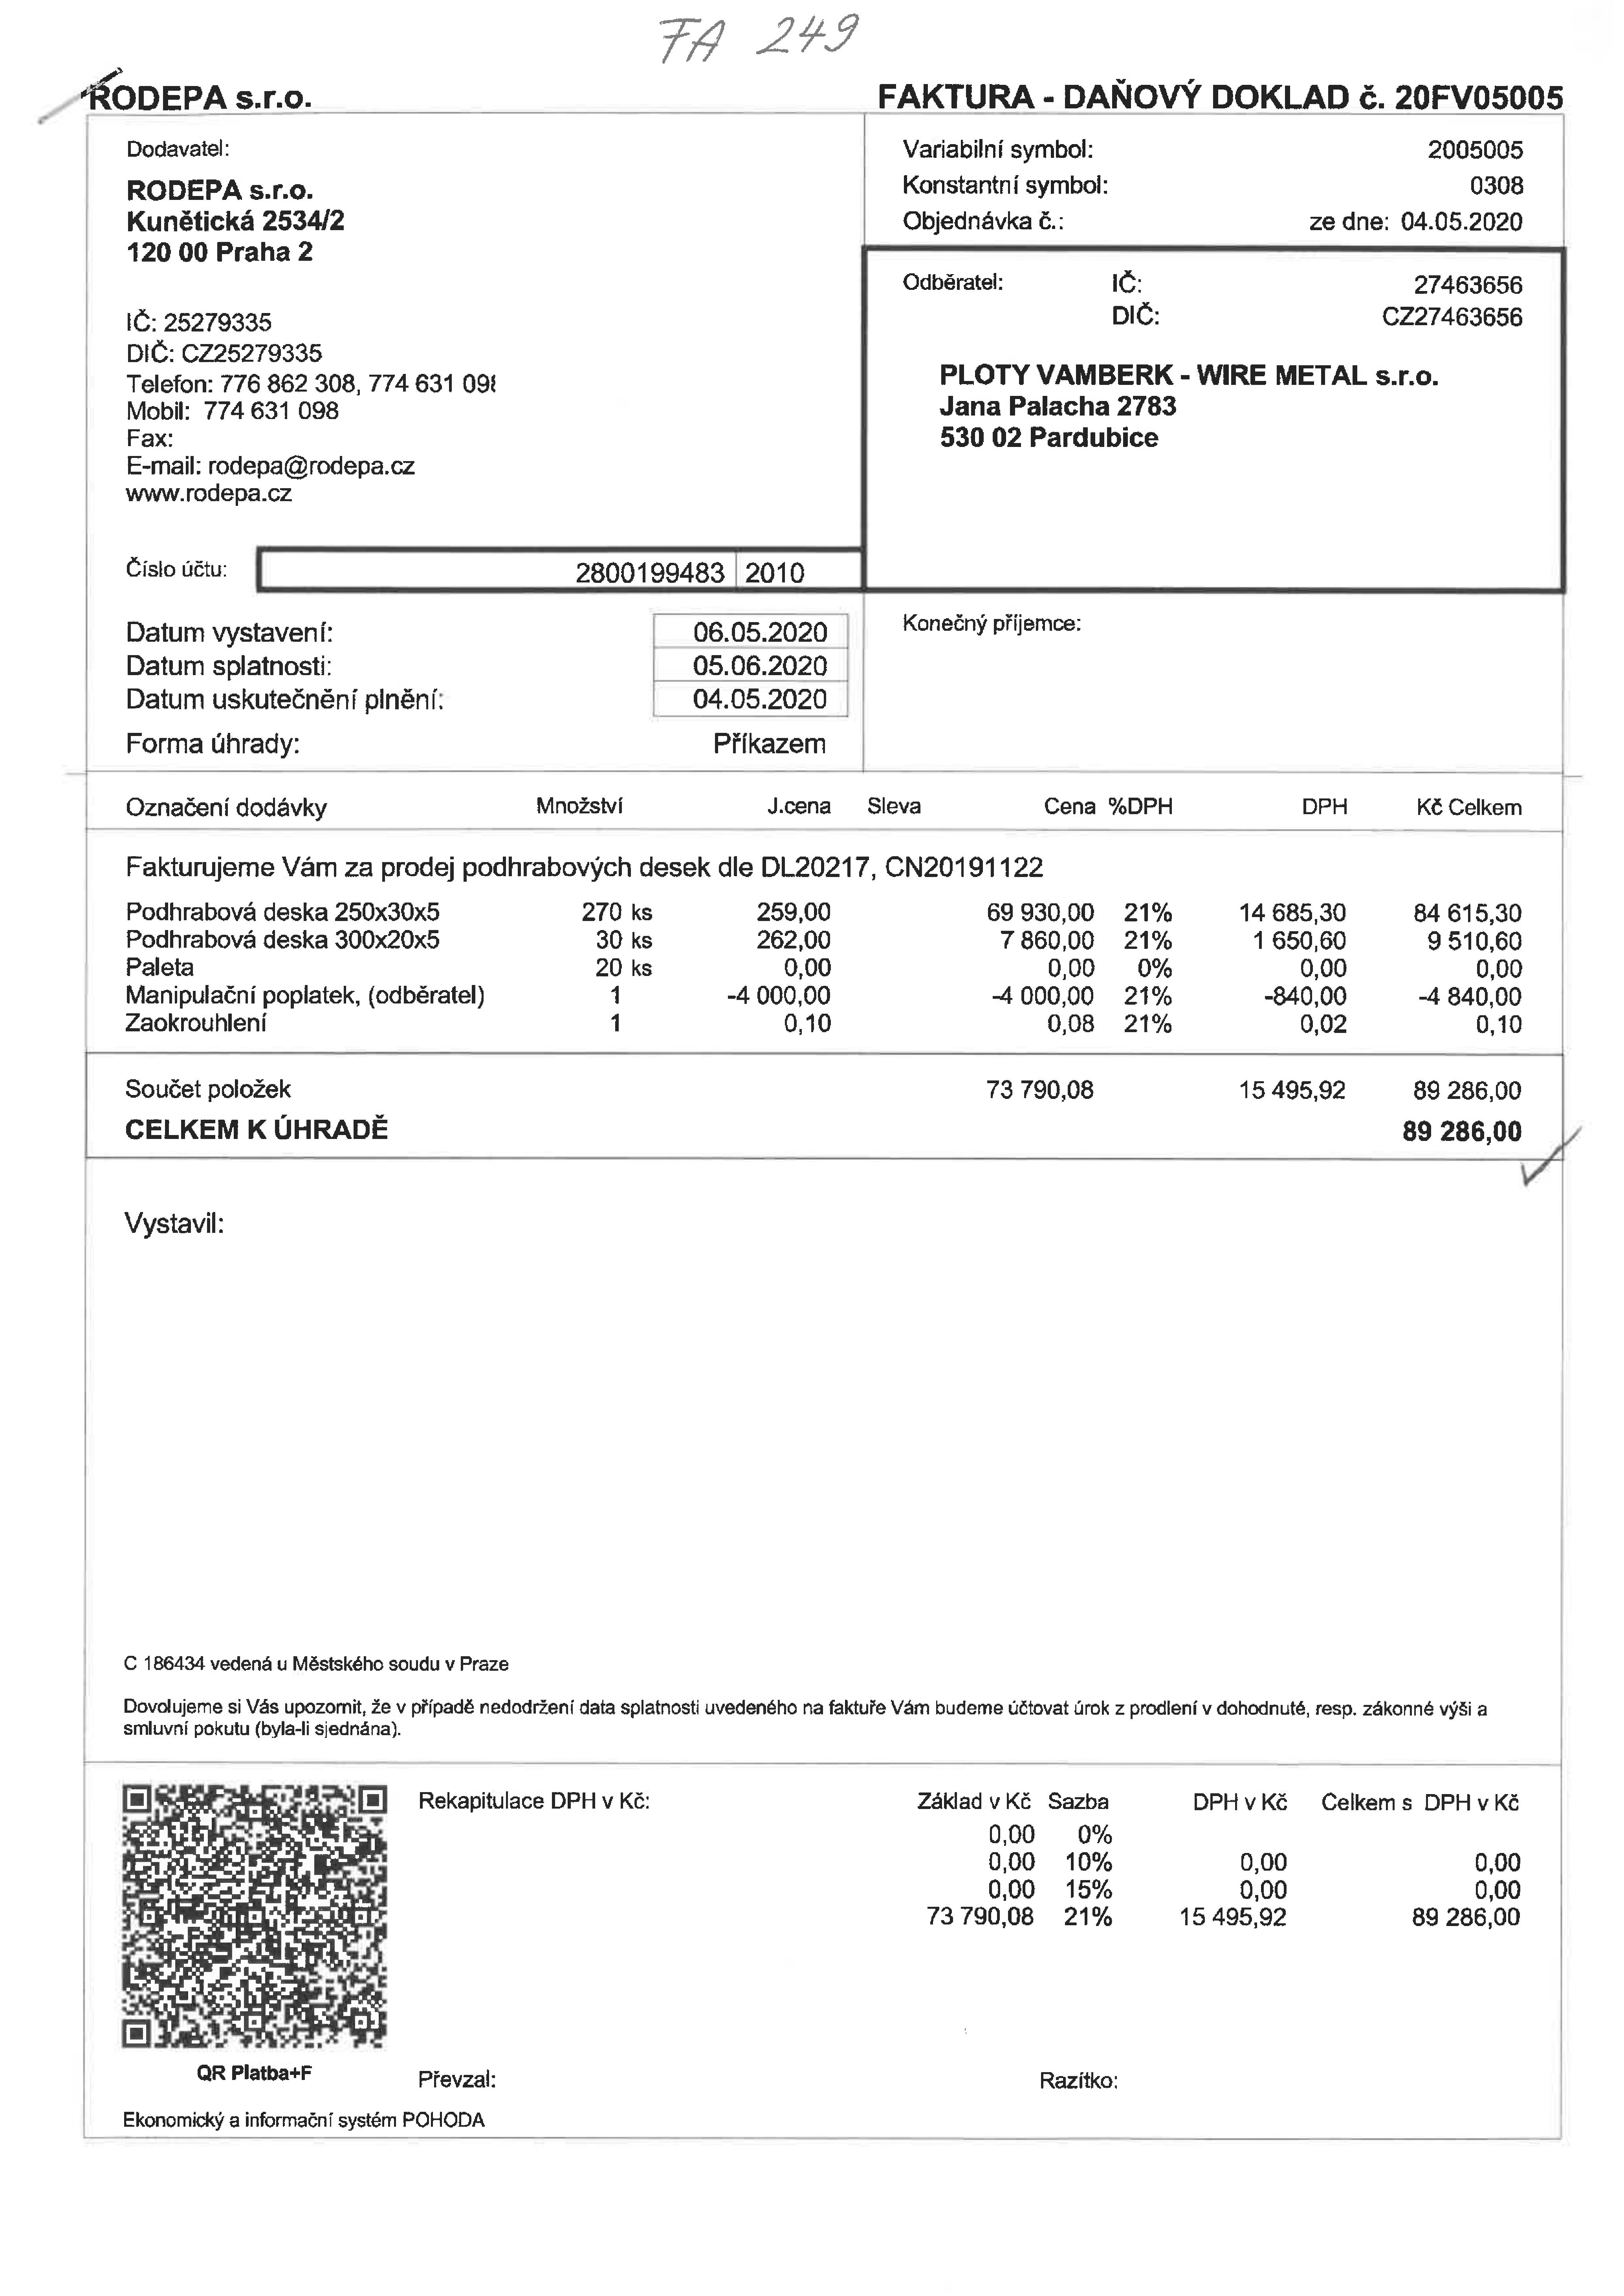 FA 249
RODEPA s.r.o.
FAKTURA - DAŇOVÝ DOKLAD č. 20FV05005
Dodavatel:
RODEPA s.r.o.
Kunětická 2534/2
120 00 Praha 2
IČ: 25279335
DIČ: CZ25279335
Telefon: 776 862 308, 774 631 098
Mobil: 774 631 098
Fax:
E-mail: rodepa@rodepa.cz
www.rodepa.cz
Číslo účtu: 2800199483 2010
Variabilní symbol: 2005005
Konstantní symbol: 0308
Objednávka č.: ze dne: 04.05.2020
Odběratel: IČ: 27463656
DIČ: CZ27463656
PLOTY VAMBERK - WIRE METAL s.r.o.
Jana Palacha 2783
530 02 Pardubice
Datum vystavení: 06.05.2020
Datum splatnosti: 05.06.2020
Datum uskutečnění plnění: 04.05.2020
Forma úhrady: Příkazem
Konečný příjemce:
Označení dodávky Množství J.cena Sleva Cena %DPH DPH Kč Celkem
Fakturujeme Vám za prodej podhrabových desek dle DL20217, CN20191122
Podhrabová deska 250x30x5 270 ks 259,00 69 930,00 21% 14 685,30 84 615,30
Podhrabová deska 300x20x5 30 ks 262,00 7 860,00 21% 1 650,60 9 510,60
Paleta 20 ks 0,00 0,00 0% 0,00 0,00
Manipulační poplatek, (odběratel) 1 -4 000,00 -4 000,00 21% -840,00 -4 840,00
Zaokrouhlení 1 0,10 0,08 21% 0,02 0,10
Součet položek 73 790,08 15 495,92 89 286,00
CELKEM K ÚHRADĚ 89 286,00
Vystavil:
C 186434 vedená u Městského soudu v Praze
Dovolujeme si Vás upozornit, že v případě nedodržení data splatnosti uvedeného na faktuře Vám budeme účtovat úrok z prodlení v dohodnuté, resp. zákonné výši a
smluvní pokutu (byla-li sjednána).
Rekapitulace DPH v Kč: Základ v Kč Sazba DPH v Kč Celkem s DPH v Kč
0,00 0%
0,00 10% 0,00 0,00
0,00 15% 0,00 0,00
73 790,08 21% 15 495,92 89 286,00
QR Platba+F
Převzal: Razítko:
Ekonomický a informační systém POHODA